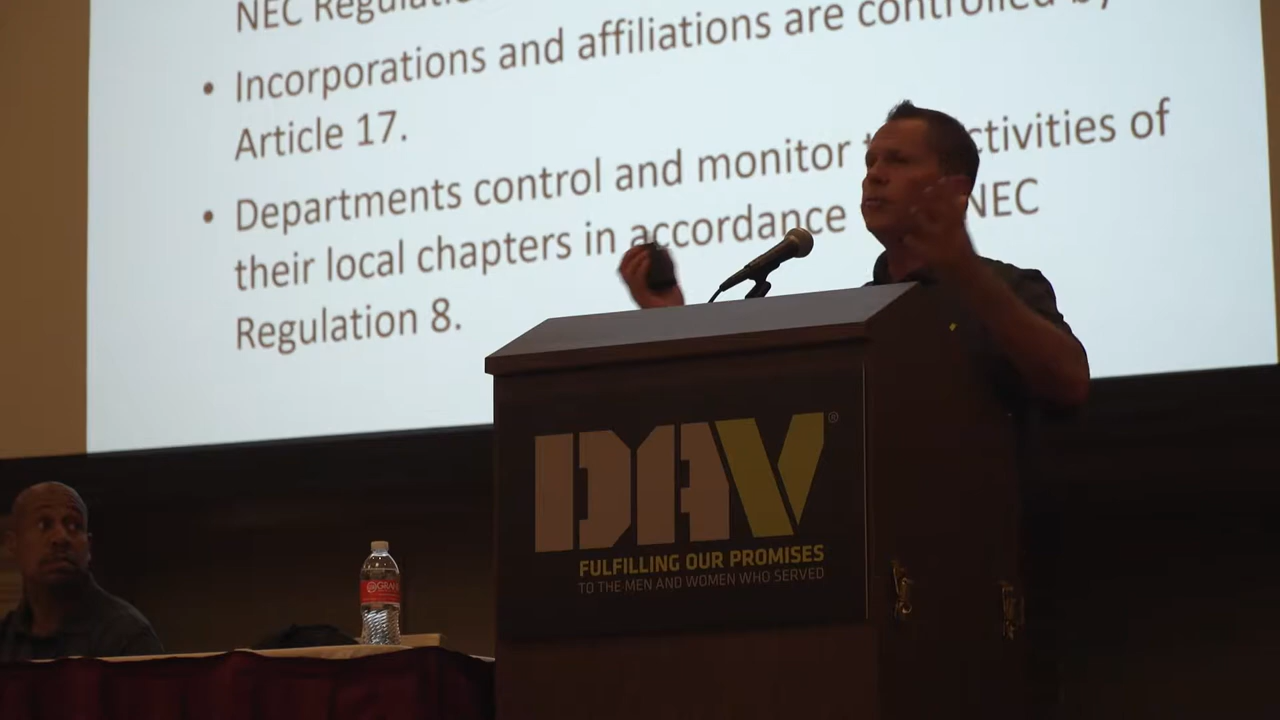 NEC Regulatio
• Incorporations and affiliations are controlled by
Article 17.
• Departments control and monitor ctivities of
their local chapters in accordance NEC
Regulation 8.
DAV®
FULFILLING OUR PROMISES
TO THE MEN AND WOMEN WHO SERVED